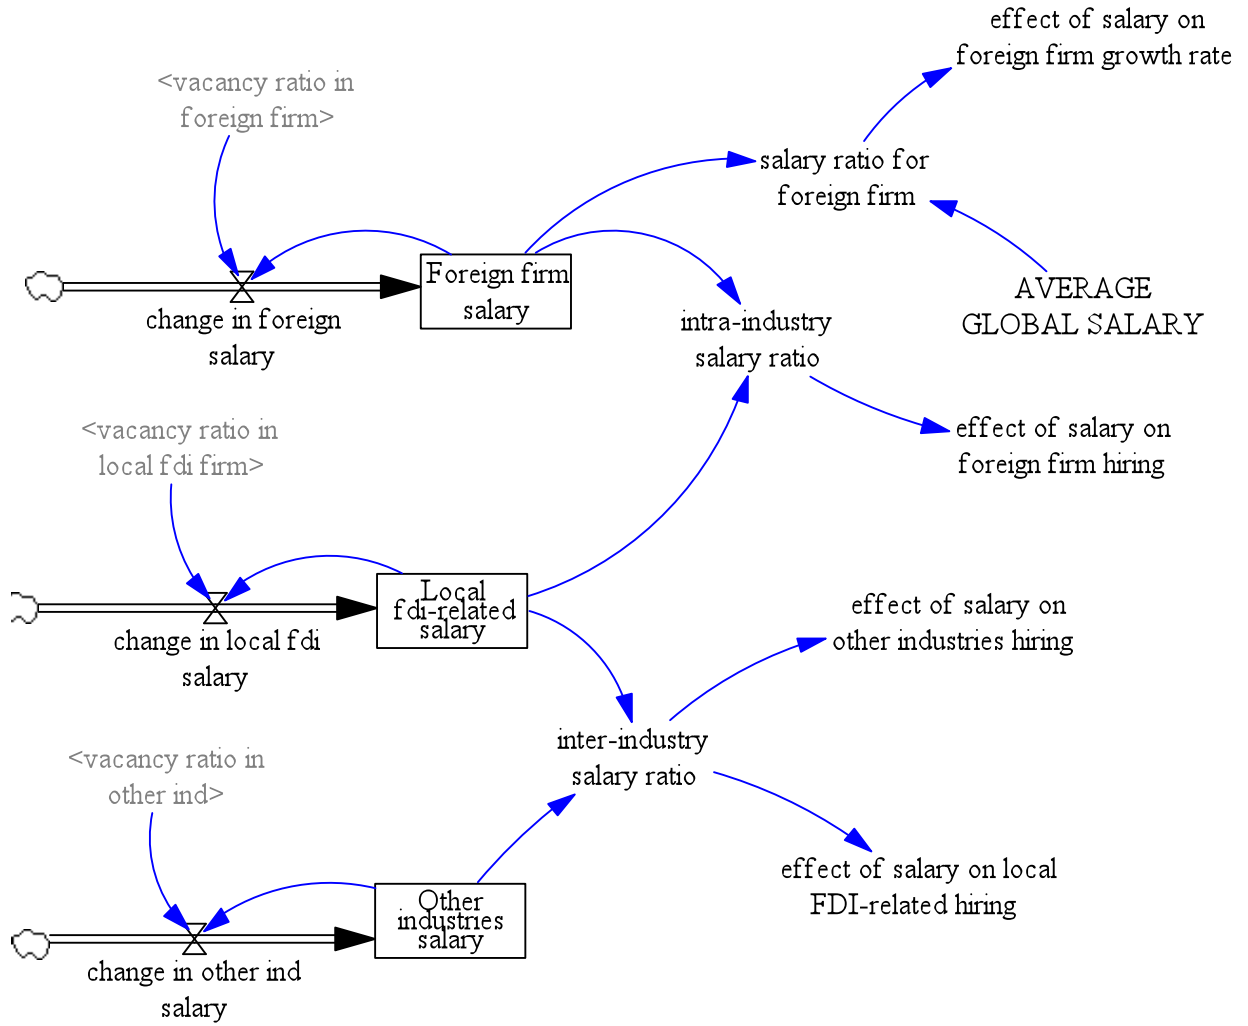 effect of salary on
foreign firm growth rate
<vacancy ratio in
foreign firm>
salary ratio for
foreign firm
Foreign firm
salary
AVERAGE
GLOBAL SALARY
change in foreign
salary
intra-industry
salary ratio
<vacancy ratio in
local fdi firm>
effect of salary on
foreign firm hiring
Local
fdi-related
salary
effect of salary on
other industries hiring
change in local fdi
salary
inter-industry
salary ratio
<vacancy ratio in
other ind>
effect of salary on local
FDI-related hiring
Other
industries
salary
change in other ind
salary